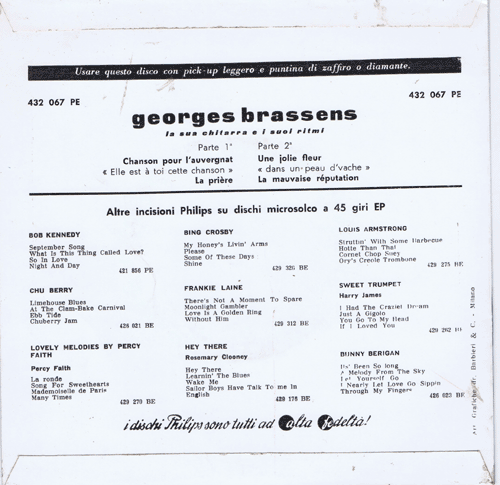 Usare questo disco con pick-up leggero e puntina di zaffiro o diamante.
432 067 PE
432 067 PE
georges brassens
la sua chitarra e i suoi ritmi
Parte 1ª
Chanson pour l'auvergnat
« Elle est à toi cette chanson »
La prière
Parte 2ª
Une jolie fleur
« dans un peau d'vache »
La mauvaise réputation
Altre incisioni Philips su dischi microsolco a 45 giri EP
BOB KENNEDY
September Song
What Is This Thing Called Love?
So In Love
Night And Day
421 856 PE
BING CROSBY
My Honey's Livin' Arms
Please
Some Of These Days
Shine
429 326 BE
LOUIS ARMSTRONG
Struttin' With Some Barbecue
Hotte Than That
Cornet Chop Suey
Ory's Creole Trombone
429 275 BE
CHU BERRY
Limehouse Blues
At The Clam-Bake Carnival
Ebb Tide
Chuberry Jam
426 021 BE
FRANKIE LAINE
There's Not A Moment To Spare
Moonlight Gambler
Love Is A Golden Ring
Without Him
429 312 BE
SWEET TRUMPET
Harry James
I Had The Craziet Dream
Just A Gigolo
You Go To My Head
If I Loved You
429 262 BE
LOVELY MELODIES BY PERCY
FAITH
Percy Faith
La ronde
Song For Sweethearts
Mademoiselle de Paris
Many Times
429 270 BE
HEY THERE
Rosemary Clooney
Hey There
Learnin' The Blues
Wake Me
Sailor Boys Have Talk To me In
English
429 178 BE
BUNNY BERIGAN
Been So long
A Melody From The Sky
Let Yourself Go
I Nearly Let Love Go Sippin
Through My Fingers
426 023 BE
i dischi Philips sono tutti ad alta fedeltà!
Barbieri & C. - Milano